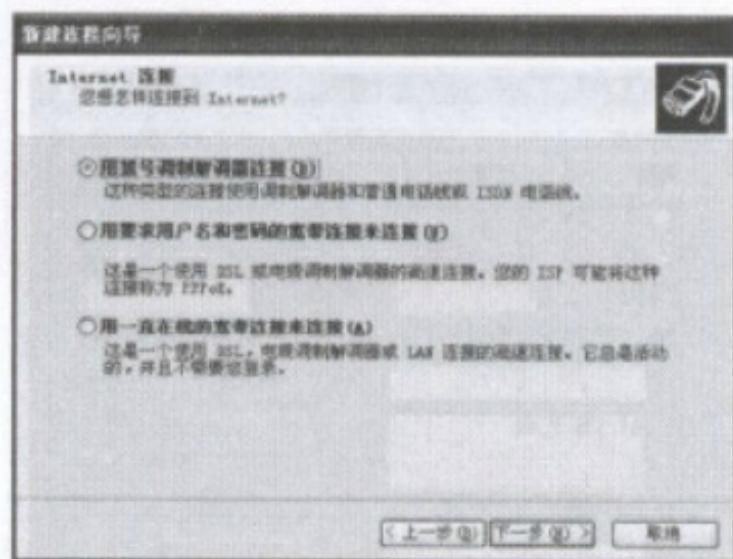 新建连接向导
Internet 连接
您想怎样连接到 Internet?
用拨号调制解调器连接(D)
这种类型的连接使用调制解调器和普通电话线或 ISDN 电话线。
用要求用户名和密码的宽带连接来连接(U)
这是一个使用 DSL 或电缆调制解调器的高速连接。您的 ISP 可能将这种
连接称为 PPPoE。
用一直在线的宽带连接来连接(A)
这是一个使用 DSL,电缆调制解调器或 LAN 连接的高速连接。它总是活动
的,并且不需要您登录。
<上一步(B) 下一步(N)> 取消